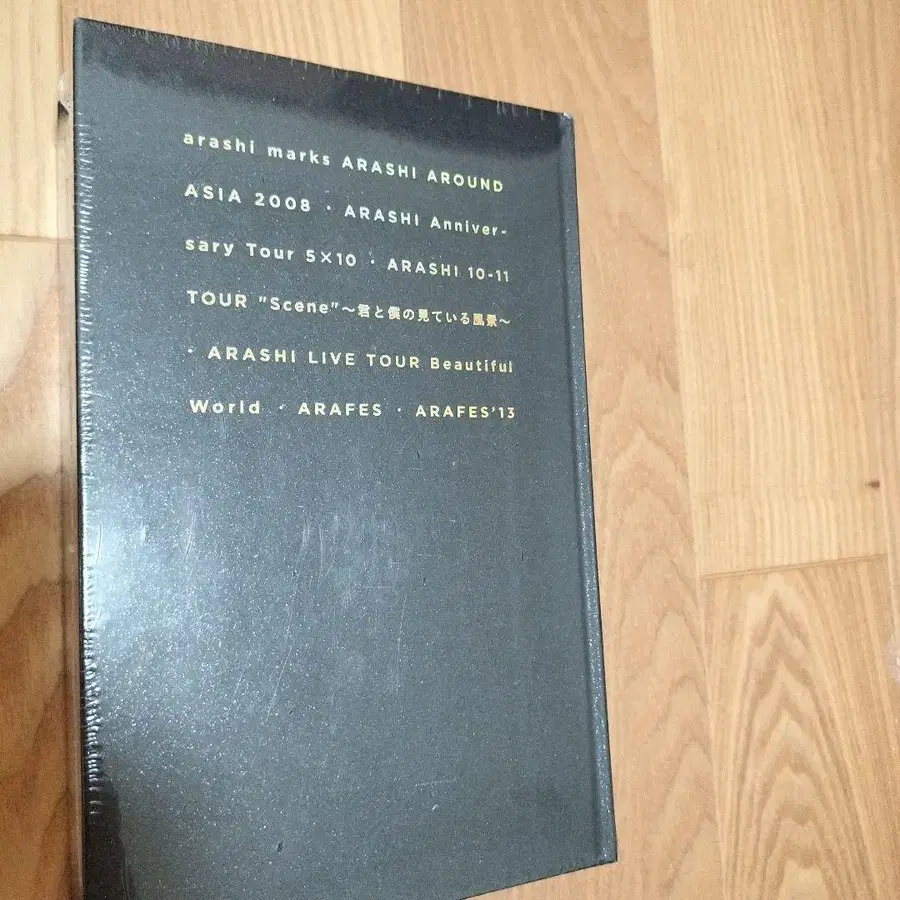 arashi marks ARASHI AROUND
ASIA 2008 · ARASHI Anniver-
sary Tour 5×10 · ARASHI 10-11
TOUR "Scene"～君と僕の見ている風景～
· ARASHI LIVE TOUR Beautiful
World · ARAFES · ARAFES'13